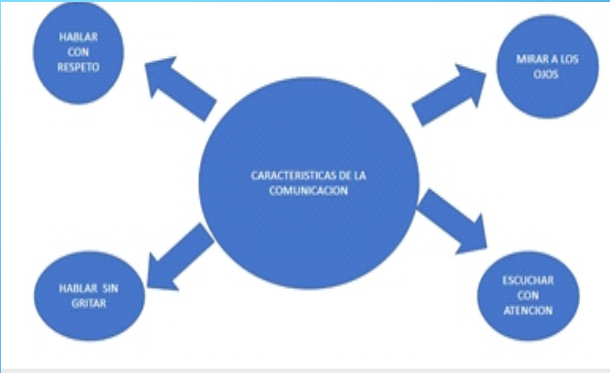 HABLAR
CON
RESPETO
MIRAR A LOS
OJOS
CARACTERISTICAS DE LA
COMUNICACION
HABLAR SIN
GRITAR
ESCUCHAR
CON
ATENCION